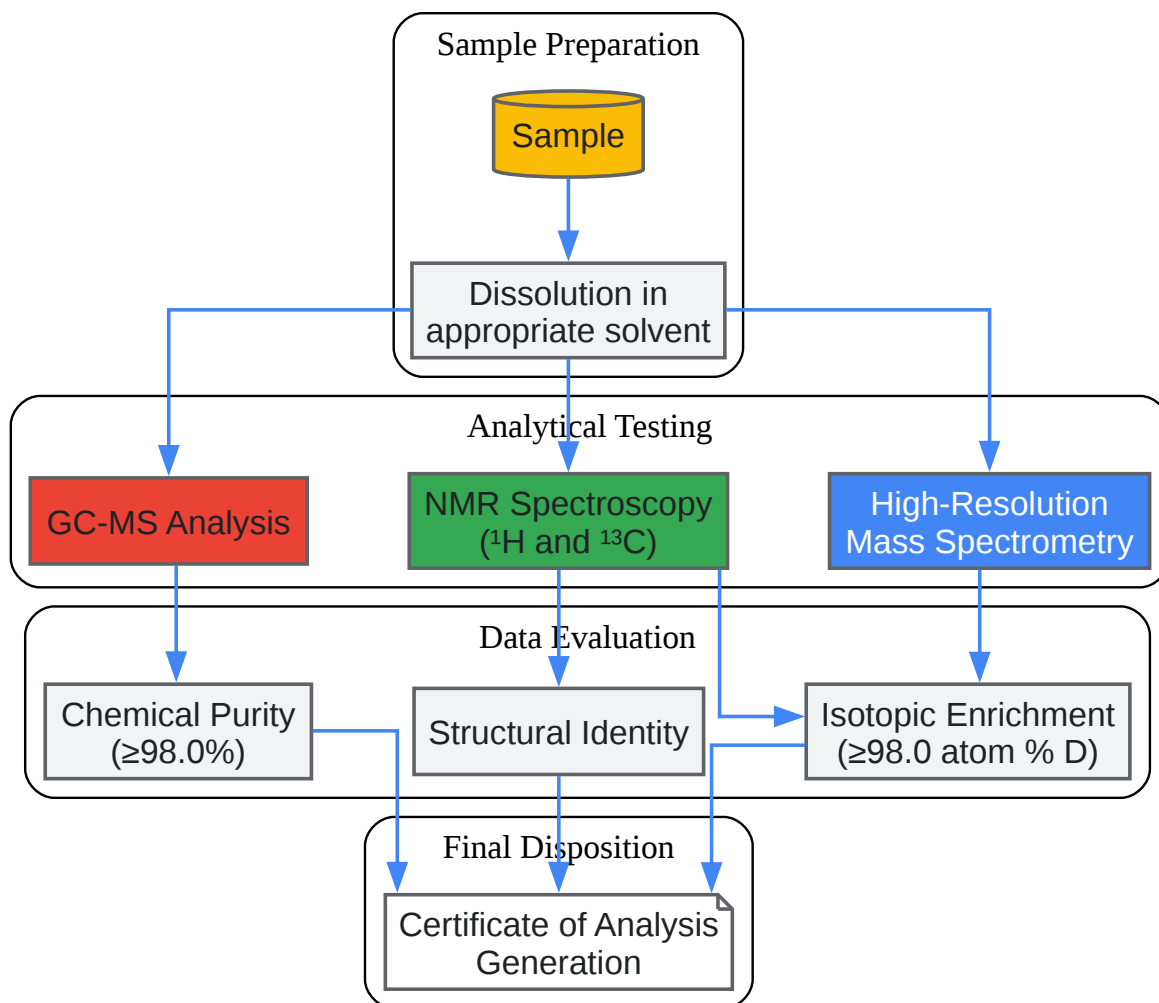 Sample Preparation
Sample
Dissolution in
appropriate solvent
Analytical Testing
GC-MS Analysis
NMR Spectroscopy
(¹H and ¹³C)
High-Resolution
Mass Spectrometry
Data Evaluation
Chemical Purity
(≥98.0%)
Structural Identity
Isotopic Enrichment
(≥98.0 atom % D)
Final Disposition
Certificate of Analysis
Generation